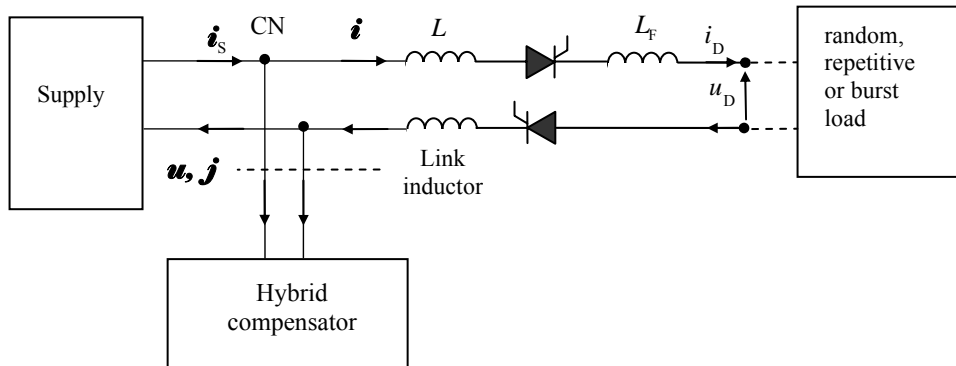 CN
i
L
L_F
i_D
i_S
random,
repetitive
or burst
load
Supply
u_D
u, j
Link
inductor
Hybrid
compensator